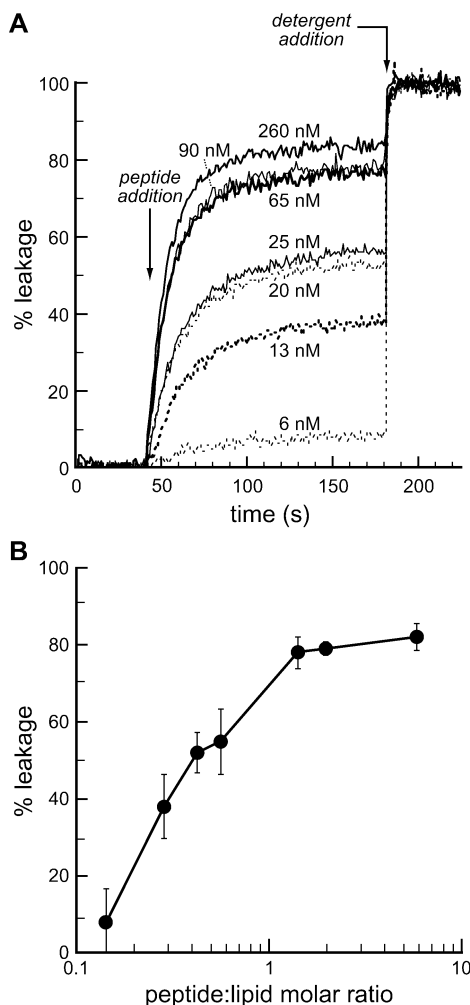 A
detergent
addition
100
260 nM
90 nM
80
peptide
addition
65 nM
60
25 nM
% leakage
20 nM
40
13 nM
20
6 nM
0
0 50 100 150 200
time (s)
B
100
80
60
% leakage
40
20
0
0.1 1 10
peptide:lipid molar ratio